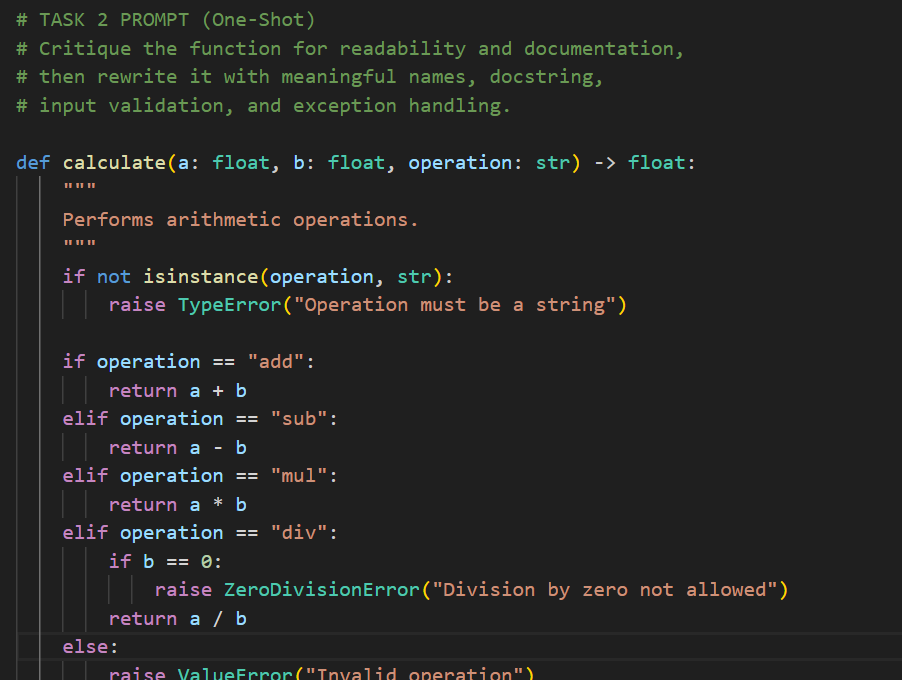 # TASK 2 PROMPT (One-Shot)
# Critique the function for readability and documentation,
# then rewrite it with meaningful names, docstring,
# input validation, and exception handling.
def calculate(a: float, b: float, operation: str) -> float:
"""
Performs arithmetic operations.
"""
if not isinstance(operation, str):
raise TypeError("Operation must be a string")
if operation == "add":
return a + b
elif operation == "sub":
return a - b
elif operation == "mul":
return a * b
elif operation == "div":
if b == 0:
raise ZeroDivisionError("Division by zero not allowed")
return a / b
else:
raise ValueError("Invalid operation")